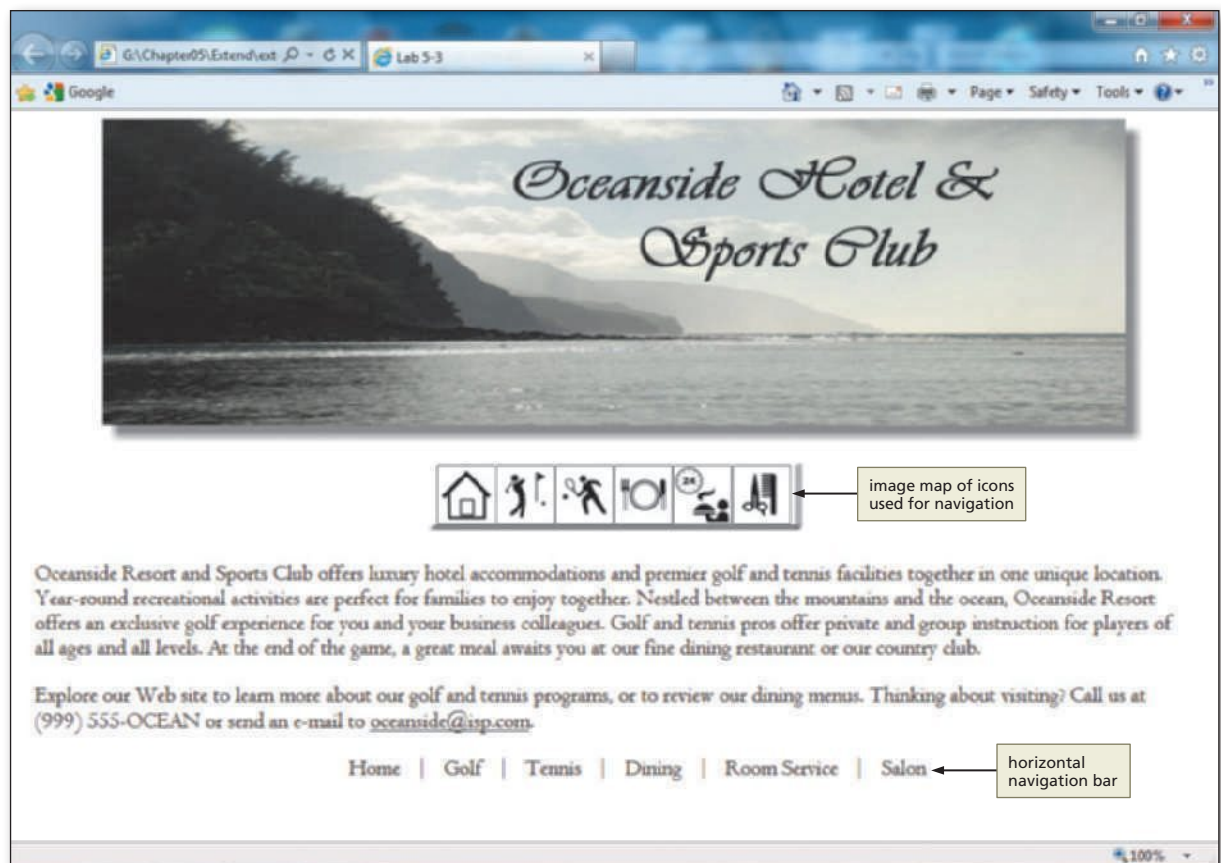 G:\Chapter05\Extend\ext
Lab 5-3
Google
Page Safety Tools
Oceanside Hotel &
Sports Club
24
image map of icons
used for navigation
Oceanside Resort and Sports Club offers luxury hotel accommodations and premier golf and tennis facilities together in one unique location.
Year-round recreational activities are perfect for families to enjoy together. Nestled between the mountains and the ocean, Oceanside Resort
offers an exclusive golf experience for you and your business colleagues. Golf and tennis pros offer private and group instruction for players of
all ages and all levels. At the end of the game, a great meal awaits you at our fine dining restaurant or our country club.
Explore our Web site to learn more about our golf and tennis programs, or to review our dining menus. Thinking about visiting? Call us at
(999) 555-OCEAN or send an e-mail to oceanside@isp.com.
Home | Golf | Tennis | Dining | Room Service | Salon
horizontal
navigation bar
100%